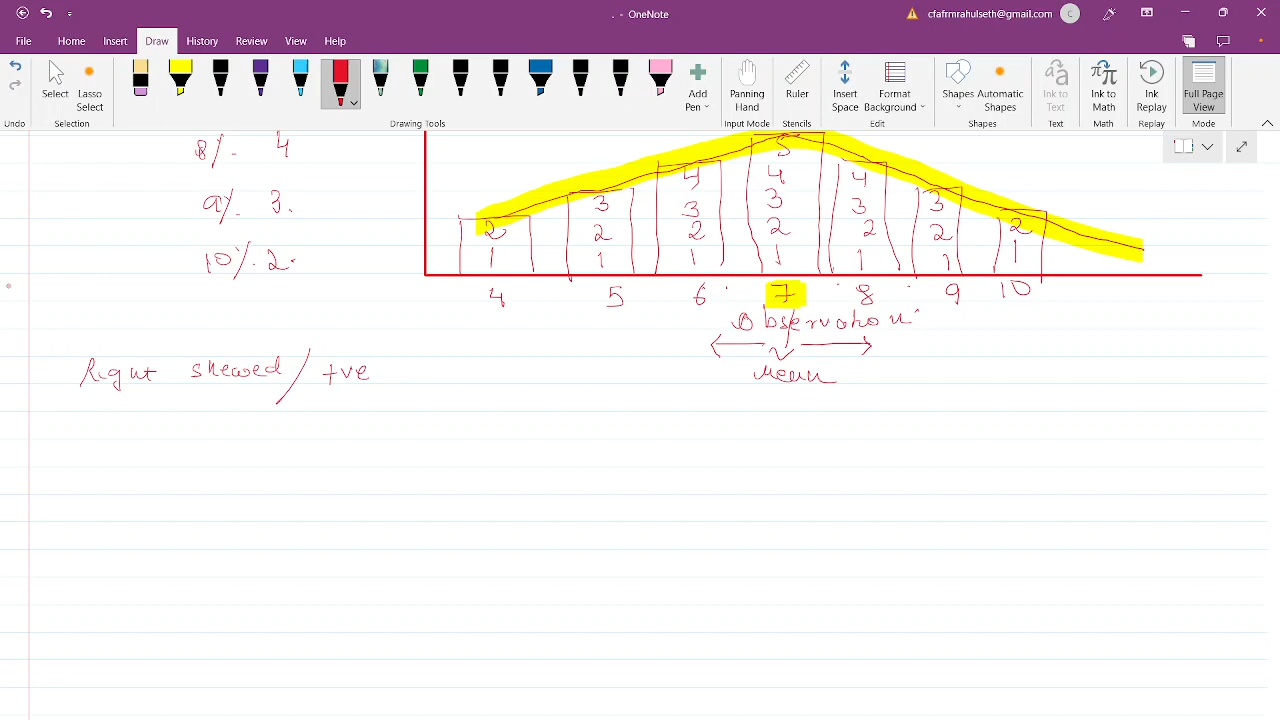 . - OneNote
cfafrmrahulseth@gmail.com
C
File Home Insert Draw History Review View Help
Undo
Select
Lasso Select
Selection
Drawing Tools
Add Pen
Panning Hand
Input Mode
Ruler
Stencils
Insert Space
Format Background
Edit
Shapes
Automatic Shapes
Shapes
Ink to Text
Ink to Math
Convert
Ink Replay
Replay
Full Page View
Mode
8%. 4
9%. 3.
10%. 2.
2
1
3
2
1
4
3
2
1
5
4
3
2
1
4
3
2
1
3
2
1
2
1
4 5 6 7 8 9 10
Observation
Mean
Right skewed / +ve